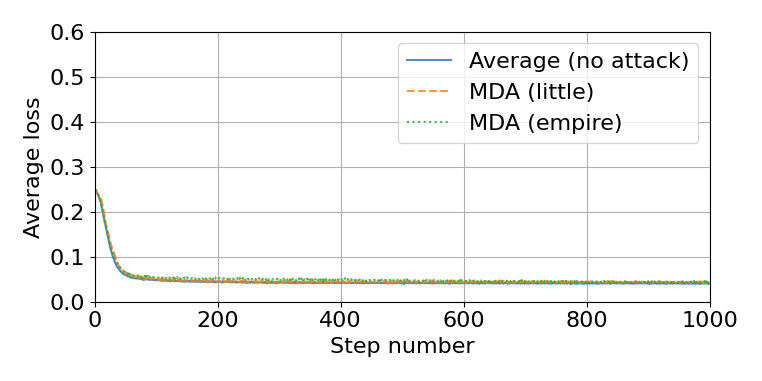 0.6
0.5
0.4
0.3
0.2
0.1
0.0
Average loss
Average (no attack)
MDA (little)
MDA (empire)
0 200 400 600 800 1000
Step number